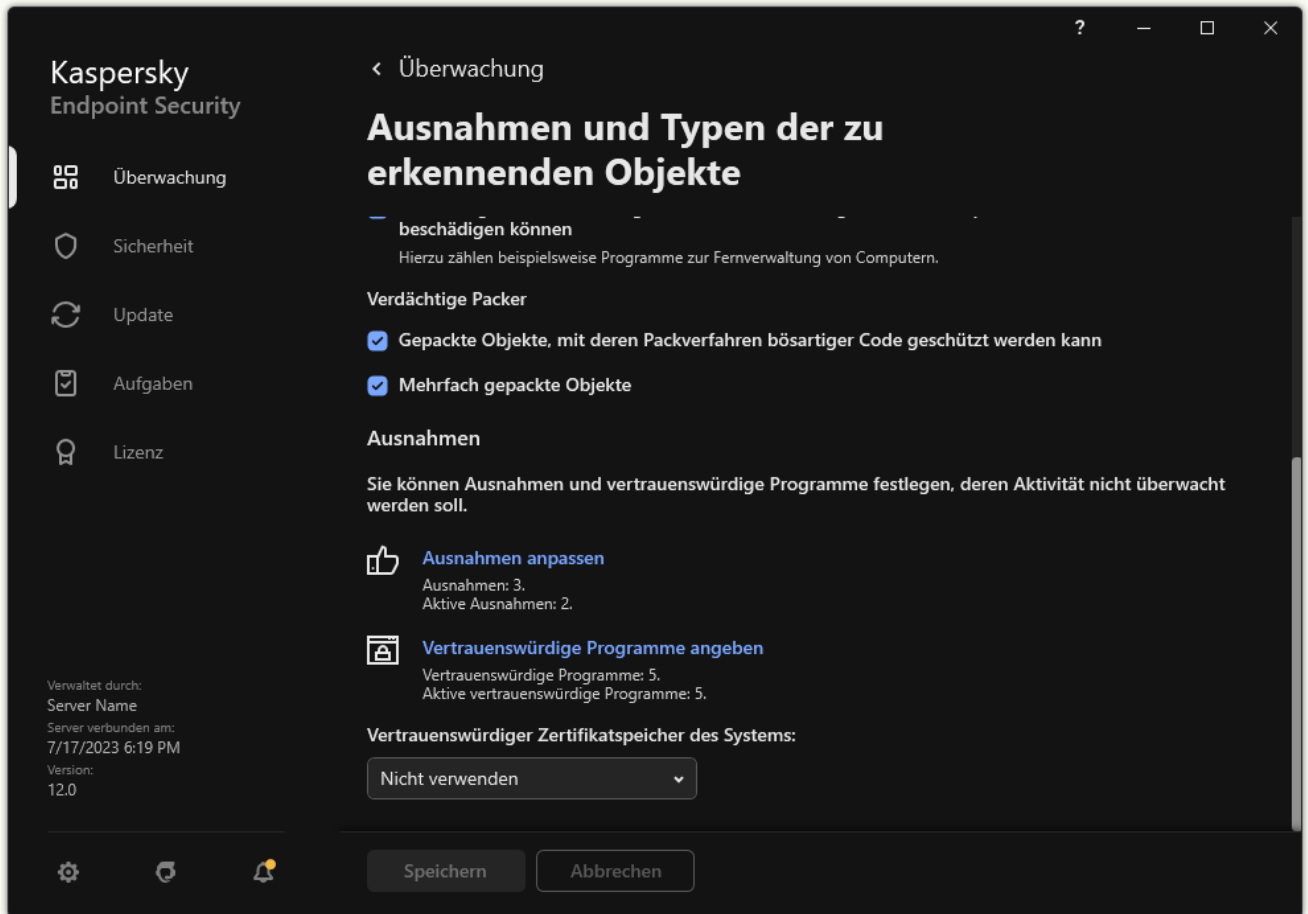 ?
Kaspersky
Endpoint Security
Überwachung
Sicherheit
Update
Aufgaben
Lizenz
Verwaltet durch:
Server Name
Server verbunden am:
7/17/2023 6:19 PM
Version:
12.0
Überwachung
Ausnahmen und Typen der zu
erkennenden Objekte
beschädigen können
Hierzu zählen beispielsweise Programme zur Fernverwaltung von Computern.
Verdächtige Packer
Gepackte Objekte, mit deren Packverfahren bösartiger Code geschützt werden kann
Mehrfach gepackte Objekte
Ausnahmen
Sie können Ausnahmen und vertrauenswürdige Programme festlegen, deren Aktivität nicht überwacht
werden soll.
Ausnahmen anpassen
Ausnahmen: 3.
Aktive Ausnahmen: 2.
Vertrauenswürdige Programme angeben
Vertrauenswürdige Programme: 5.
Aktive vertrauenswürdige Programme: 5.
Vertrauenswürdiger Zertifikatspeicher des Systems:
Nicht verwenden
Speichern
Abbrechen